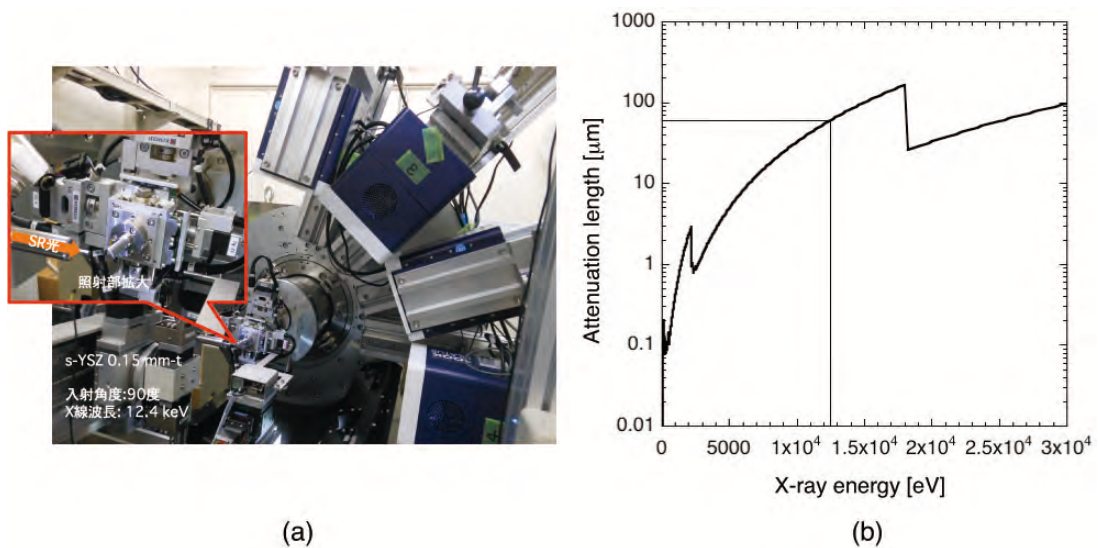 SR光
照射部拡大
s-YSZ 0.15 mm-t
入射角度:90度
X線波長: 12.4 keV
(a)
1000
100
10
1
0.1
0.01
Attenuation length [μm]
0 5000 1x10⁴ 1.5x10⁴ 2x10⁴ 2.5x10⁴ 3x10⁴
X-ray energy [eV]
(b)